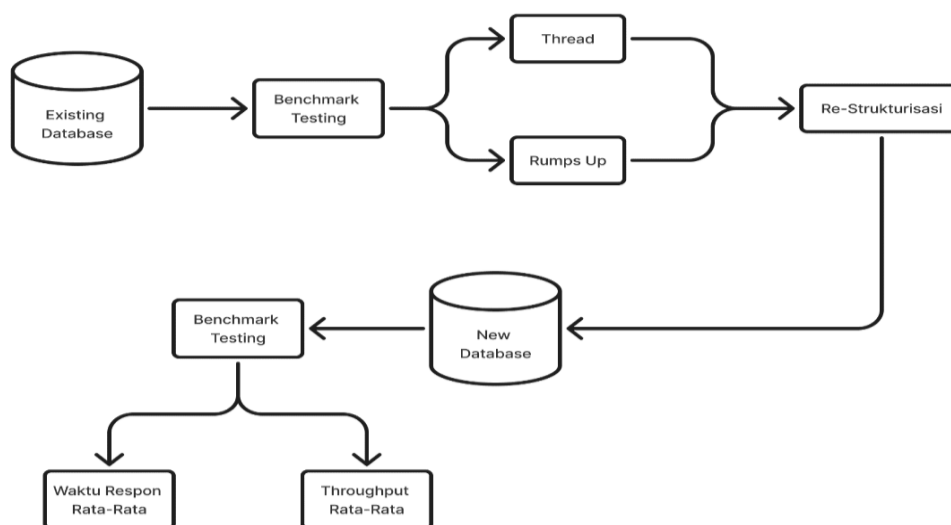 Existing
Database
Benchmark
Testing
Thread
Rumps Up
Re-Strukturisasi
New
Database
Benchmark
Testing
Waktu Respon
Rata-Rata
Throughput
Rata-Rata